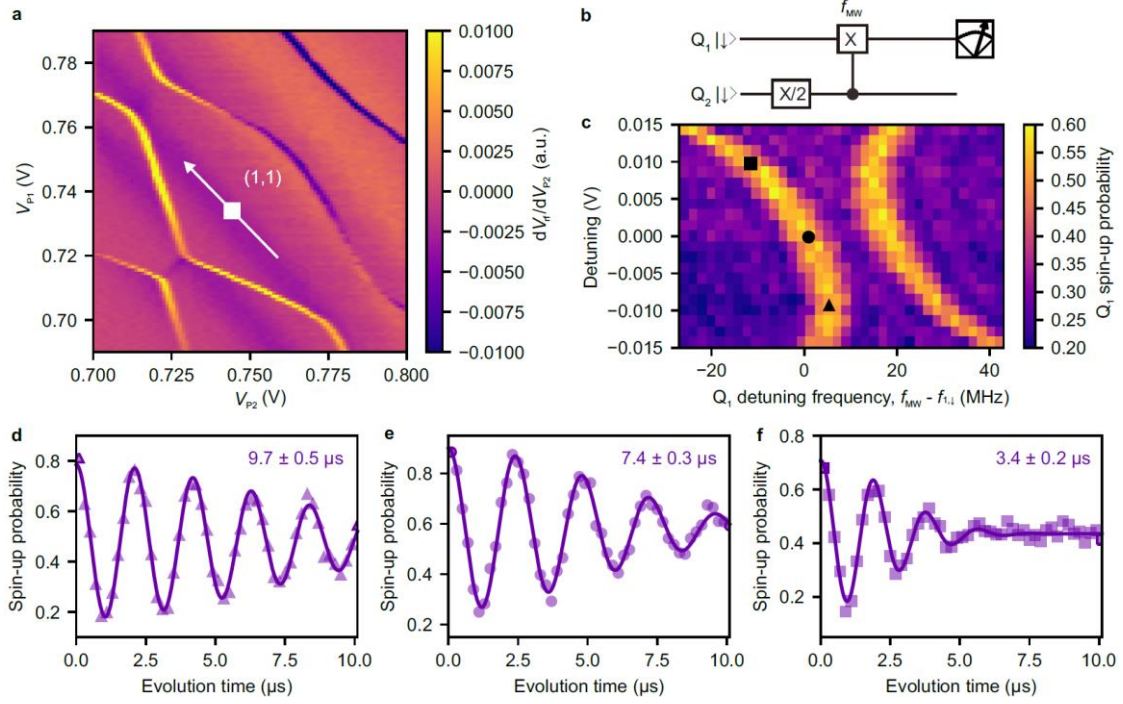 a
0.78
0.76
0.74
0.72
0.70
V_P1 (V)
(1,1)
0.700
0.725
0.750
0.775
0.800
V_P2 (V)
0.0100
0.0075
0.0050
0.0025
0.0000
−0.0025
−0.0050
−0.0075
−0.0100
dV_rf/dV_P2 (a.u.)
b
f_MW
Q₁ |↓⟩
X
Q₂ |↓⟩
X/2
c
0.015
0.010
0.005
0.000
−0.005
−0.010
−0.015
Detuning (V)
−20
0
20
40
Q₁ detuning frequency, f_MW - f_1,↓ (MHz)
0.60
0.55
0.50
0.45
0.40
0.35
0.30
0.25
0.20
Q₁ spin-up probability
d
9.7 ± 0.5 µs
0.8
0.6
0.4
0.2
Spin-up probability
0.0
2.5
5.0
7.5
10.0
Evolution time (µs)
e
7.4 ± 0.3 µs
0.8
0.6
0.4
0.2
Spin-up probability
0.0
2.5
5.0
7.5
10.0
Evolution time (µs)
f
3.4 ± 0.2 µs
0.8
0.6
0.4
0.2
Spin-up probability
0.0
2.5
5.0
7.5
10.0
Evolution time (µs)